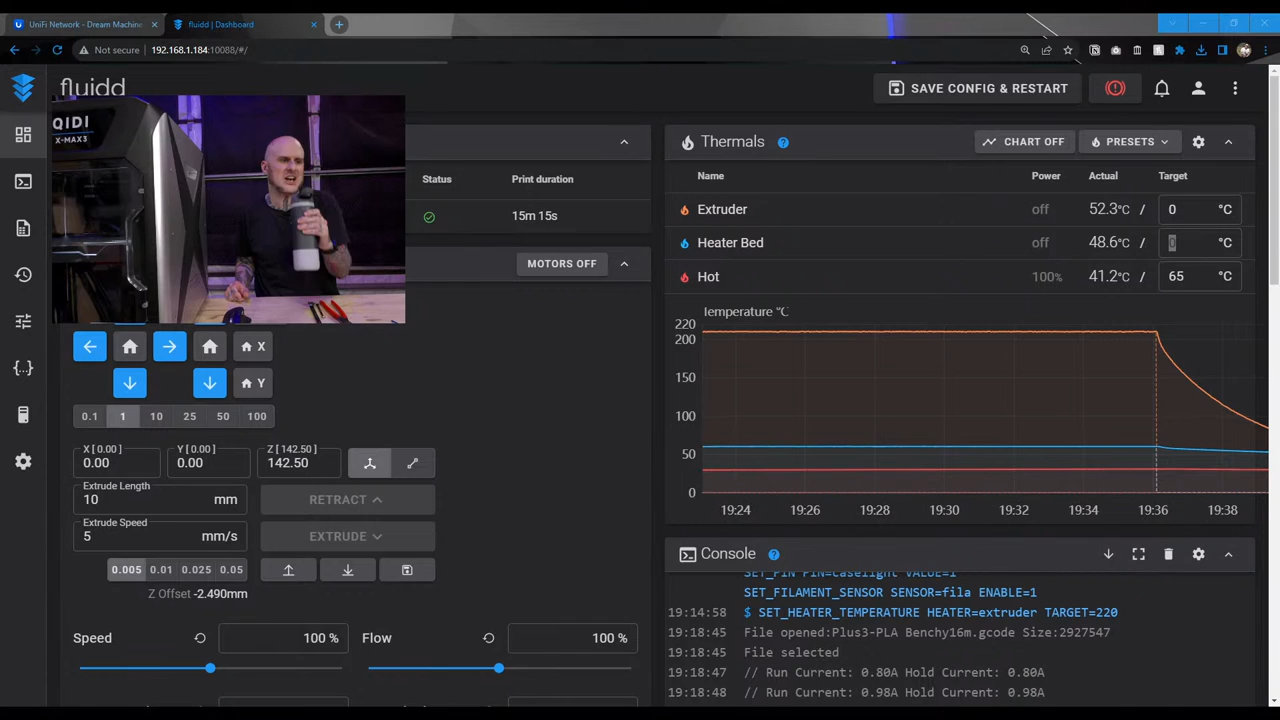 UniFi Network - Dream Machine
fluidd | Dashboard
Not secure
192.168.1.184:10088/#/
fluidd
SAVE CONFIG & RESTART
QIDI
X-MAX3
Status
Print duration
15m 15s
MOTORS OFF
X
Y
0.1 1 10 25 50 100
X [ 0.00 ] Y [ 0.00 ] Z [ 142.50 ]
0.00 0.00 142.50
Extrude Length
10 mm
RETRACT
Extrude Speed
5 mm/s
EXTRUDE
0.005 0.01 0.025 0.05
Z Offset -2.490mm
Speed 100 %
Flow 100 %
Thermals
CHART OFF
PRESETS
Name Power Actual Target
Extruder off 52.3°C / 0 °C
Heater Bed off 48.6°C / 0 °C
Hot 100% 41.2°C / 65 °C
Temperature °C
220
200
150
100
50
0
19:24 19:26 19:28 19:30 19:32 19:34 19:36 19:38
Console
SET_PIN PIN=caselight VALUE=1
SET_FILAMENT_SENSOR SENSOR=fila ENABLE=1
19:14:58 $ SET_HEATER_TEMPERATURE HEATER=extruder TARGET=220
19:18:45 File opened:Plus3-PLA Benchy16m.gcode Size:2927547
19:18:45 File selected
19:18:47 // Run Current: 0.80A Hold Current: 0.80A
19:18:48 // Run Current: 0.98A Hold Current: 0.98A